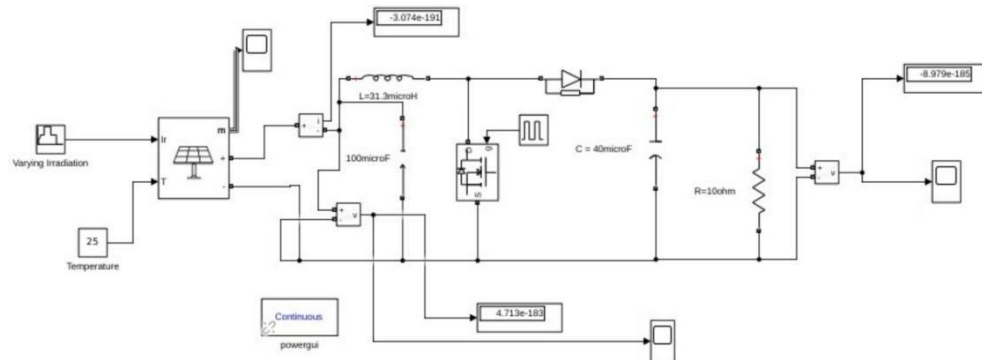 -3.074e-191
-8.979e-185
L=31.3microH
Ir
m
+
i
+
-
Varying Irradiation
T
-
100microF
g
D
S
C = 40microF
R=10ohm
+
-
v
+
-
v
25
Temperature
Continuous
powergui
4.713e-183